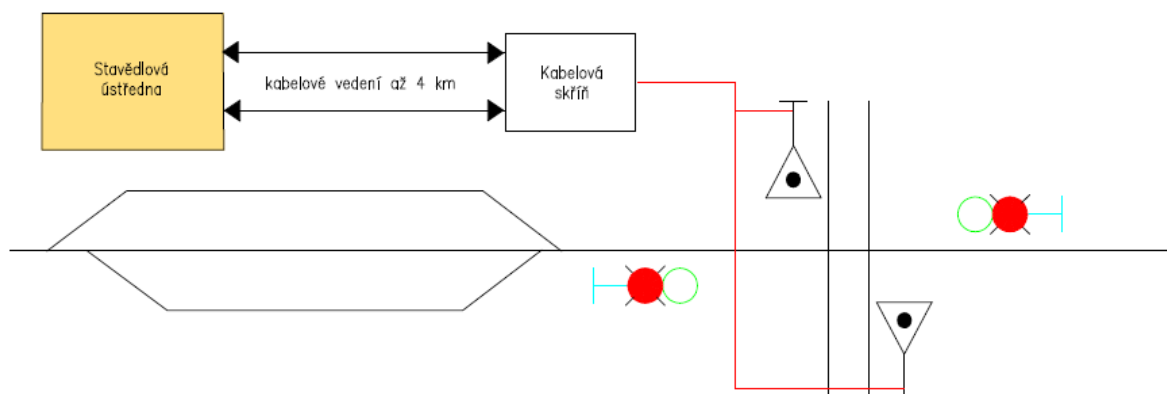 Stavědlová
ústředna
kabelové vedení až 4 km
Kabelová
skříň